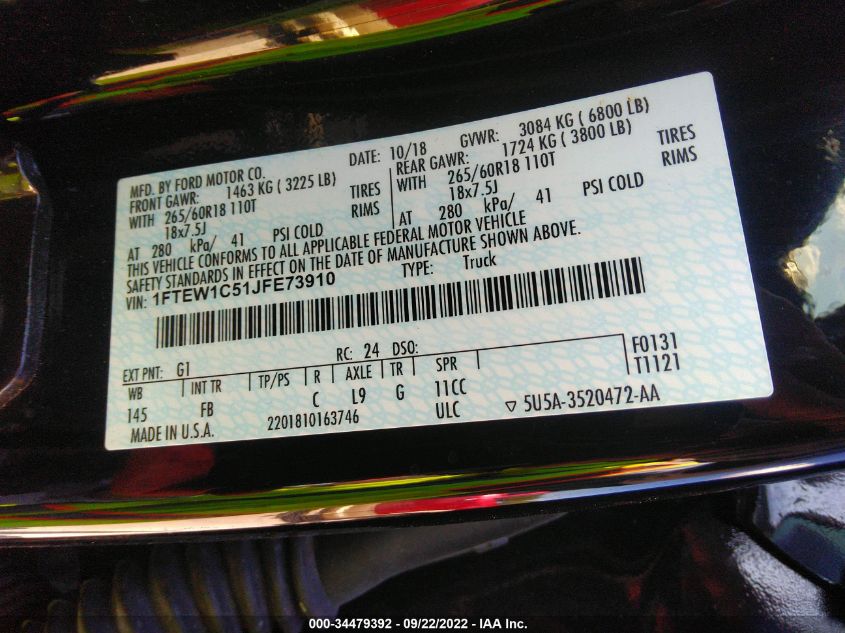 MFD. BY FORD MOTOR CO. DATE: 10/18 GVWR: 3084 KG ( 6800 LB)
FRONT GAWR: 1463 KG ( 3225 LB) REAR GAWR: 1724 KG ( 3800 LB)
WITH 265/60R18 110T TIRES WITH 265/60R18 110T TIRES
18x7.5J RIMS 18x7.5J RIMS
AT 280 kPa/ 41 PSI COLD AT 280 kPa/ 41 PSI COLD
THIS VEHICLE CONFORMS TO ALL APPLICABLE FEDERAL MOTOR VEHICLE
SAFETY STANDARDS IN EFFECT ON THE DATE OF MANUFACTURE SHOWN ABOVE.
VIN: 1FTEW1C51JFE73910 TYPE: Truck
EXT PNT: G1 RC: 24 DSO: F0131
WB INT TR TP/PS R AXLE TR SPR T1121
145 FB C L9 G 11CC
MADE IN U.S.A. 2201810163746 ULC ▽ 5U5A-3520472-AA
000-34479392 - 09/22/2022 - IAA Inc.